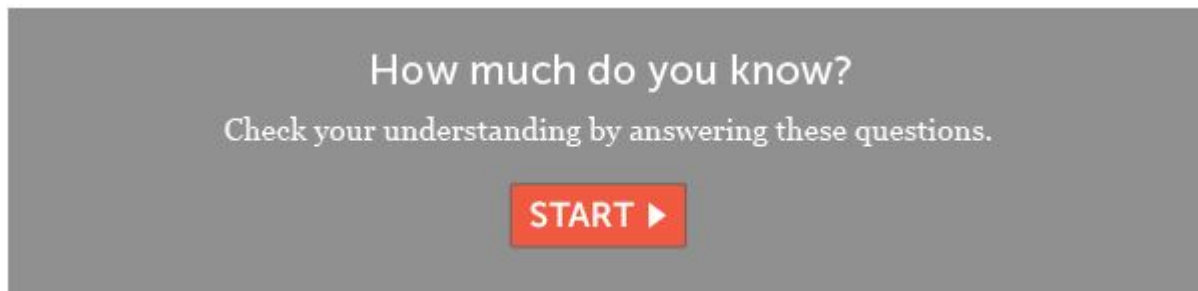 How much do you know?
Check your understanding by answering these questions.
START